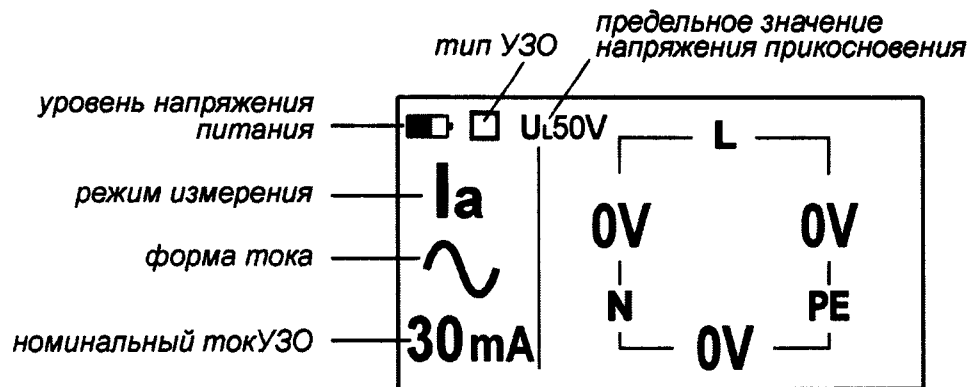 предельное значение
напряжения прикосновения
тип УЗО
уровень напряжения
питания
режим измерения
форма тока
номинальный токУЗО
UL50V
Ia
30mA
L
0V 0V
N PE
0V